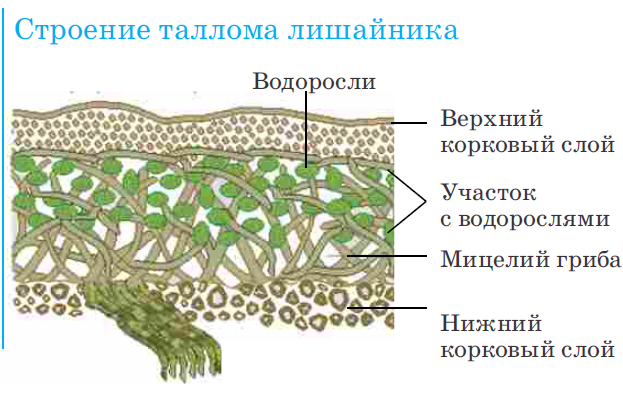 Строение таллома лишайника
Водоросли
Верхний
корковый слой
Участок
с водорослями
Мицелий гриба
Нижний
корковый слой